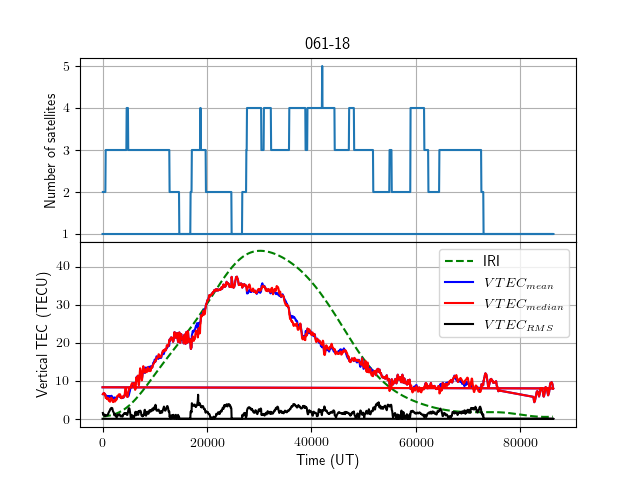 061-18
Number of satellites
5
4
3
2
1
Vertical TEC (TECU)
40
30
20
10
0
IRI
VTEC_mean
VTEC_median
VTEC_RMS
0 20000 40000 60000 80000
Time (UT)